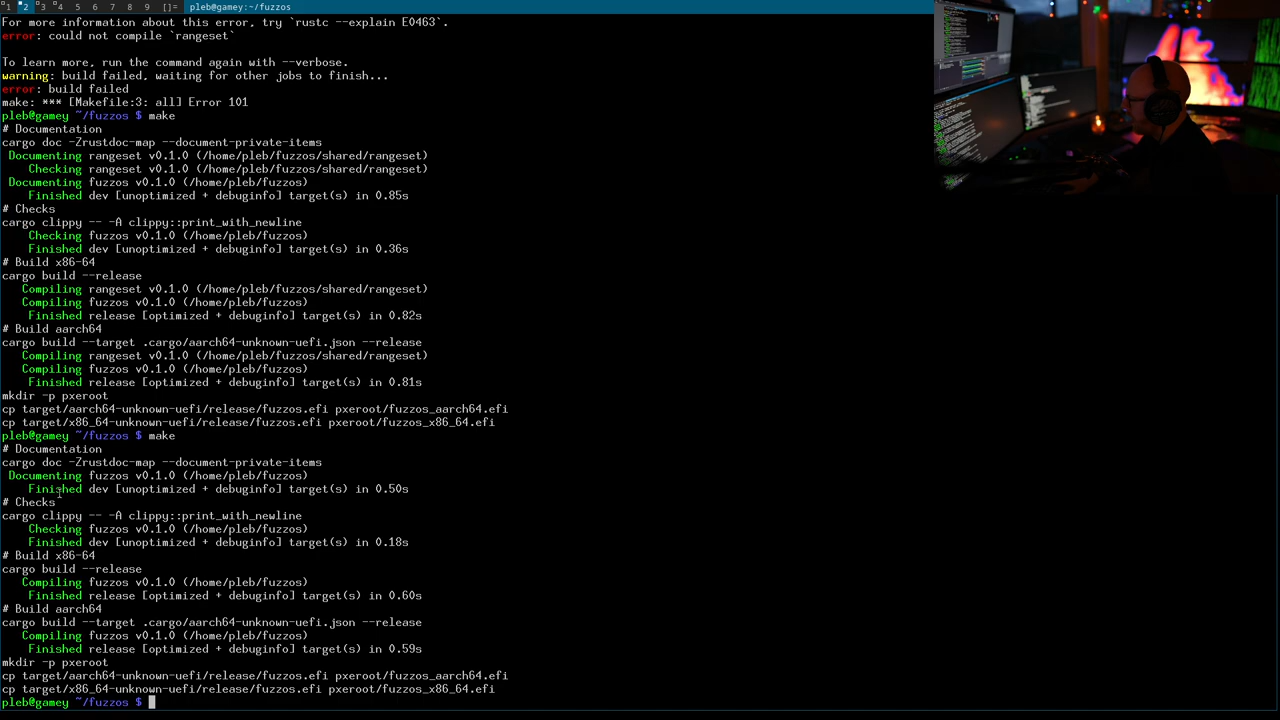 1 2 3 4 5 6 7 8 9 []= pleb@gamey:~/fuzzos
For more information about this error, try `rustc --explain E0463`.
error: could not compile `rangeset`
To learn more, run the command again with --verbose.
warning: build failed, waiting for other jobs to finish...
error: build failed
make: *** [Makefile:3: all] Error 101
pleb@gamey ~/fuzzos $ make
# Documentation
cargo doc -Zrustdoc-map --document-private-items
Documenting rangeset v0.1.0 (/home/pleb/fuzzos/shared/rangeset)
Checking rangeset v0.1.0 (/home/pleb/fuzzos/shared/rangeset)
Documenting fuzzos v0.1.0 (/home/pleb/fuzzos)
Finished dev [unoptimized + debuginfo] target(s) in 0.85s
# Checks
cargo clippy -- -A clippy::print_with_newline
Checking fuzzos v0.1.0 (/home/pleb/fuzzos)
Finished dev [unoptimized + debuginfo] target(s) in 0.36s
# Build x86-64
cargo build --release
Compiling rangeset v0.1.0 (/home/pleb/fuzzos/shared/rangeset)
Compiling fuzzos v0.1.0 (/home/pleb/fuzzos)
Finished release [optimized + debuginfo] target(s) in 0.82s
# Build aarch64
cargo build --target .cargo/aarch64-unknown-uefi.json --release
Compiling rangeset v0.1.0 (/home/pleb/fuzzos/shared/rangeset)
Compiling fuzzos v0.1.0 (/home/pleb/fuzzos)
Finished release [optimized + debuginfo] target(s) in 0.81s
mkdir -p pxeroot
cp target/aarch64-unknown-uefi/release/fuzzos.efi pxeroot/fuzzos_aarch64.efi
cp target/x86_64-unknown-uefi/release/fuzzos.efi pxeroot/fuzzos_x86_64.efi
pleb@gamey ~/fuzzos $ make
# Documentation
cargo doc -Zrustdoc-map --document-private-items
Documenting fuzzos v0.1.0 (/home/pleb/fuzzos)
Finished dev [unoptimized + debuginfo] target(s) in 0.50s
# Checks
cargo clippy -- -A clippy::print_with_newline
Checking fuzzos v0.1.0 (/home/pleb/fuzzos)
Finished dev [unoptimized + debuginfo] target(s) in 0.18s
# Build x86-64
cargo build --release
Compiling fuzzos v0.1.0 (/home/pleb/fuzzos)
Finished release [optimized + debuginfo] target(s) in 0.60s
# Build aarch64
cargo build --target .cargo/aarch64-unknown-uefi.json --release
Compiling fuzzos v0.1.0 (/home/pleb/fuzzos)
Finished release [optimized + debuginfo] target(s) in 0.59s
mkdir -p pxeroot
cp target/aarch64-unknown-uefi/release/fuzzos.efi pxeroot/fuzzos_aarch64.efi
cp target/x86_64-unknown-uefi/release/fuzzos.efi pxeroot/fuzzos_x86_64.efi
pleb@gamey ~/fuzzos $